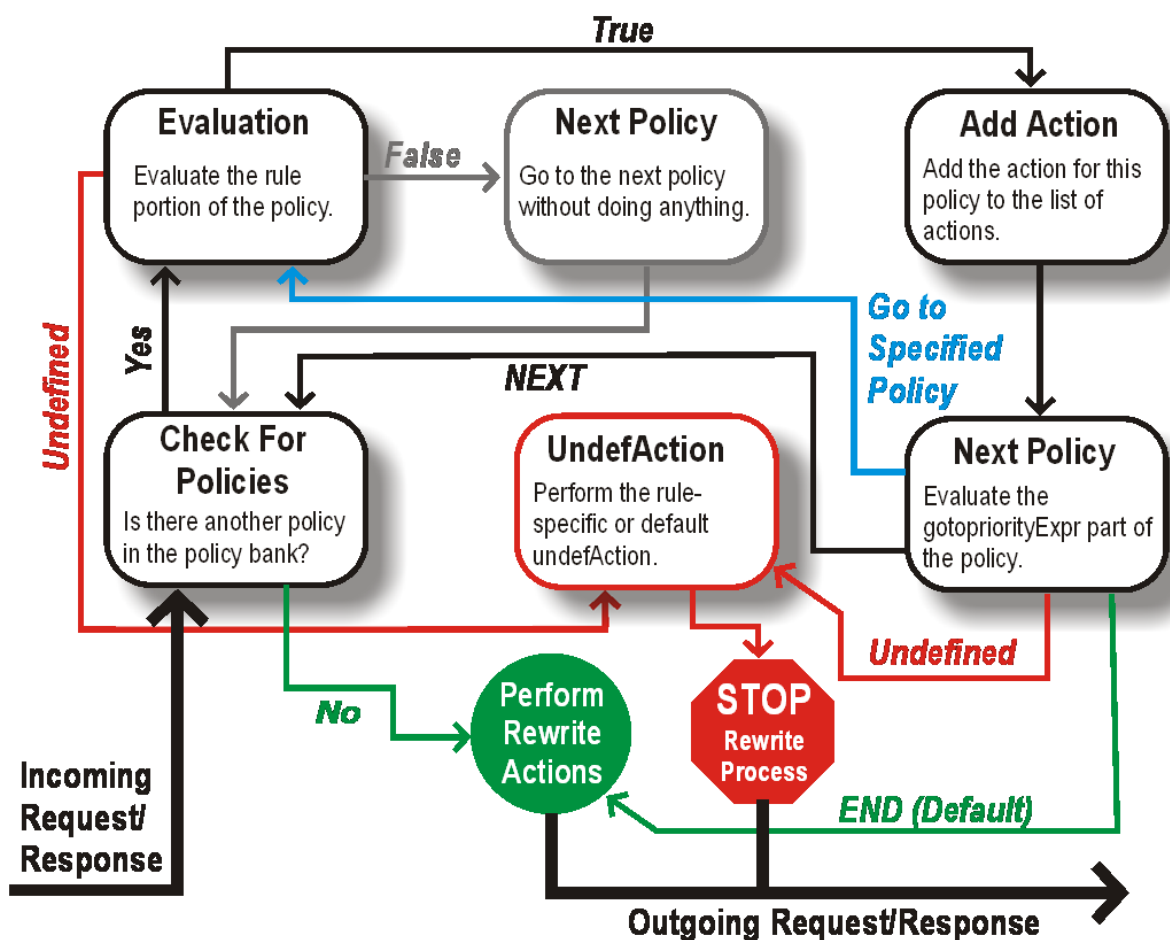 True
Evaluation
Evaluate the rule
portion of the policy.
False
Next Policy
Go to the next policy
without doing anything.
Add Action
Add the action for this
policy to the list of
actions.
Undefined
Yes
Go to
Specified
Policy
NEXT
Check For
Policies
Is there another policy
in the policy bank?
UndefAction
Perform the rule-
specific or default
undefAction.
Next Policy
Evaluate the
gotopriorityExpr part of
the policy.
Undefined
No
Perform
Rewrite
Actions
STOP
Rewrite
Process
END (Default)
Incoming
Request/
Response
Outgoing Request/Response